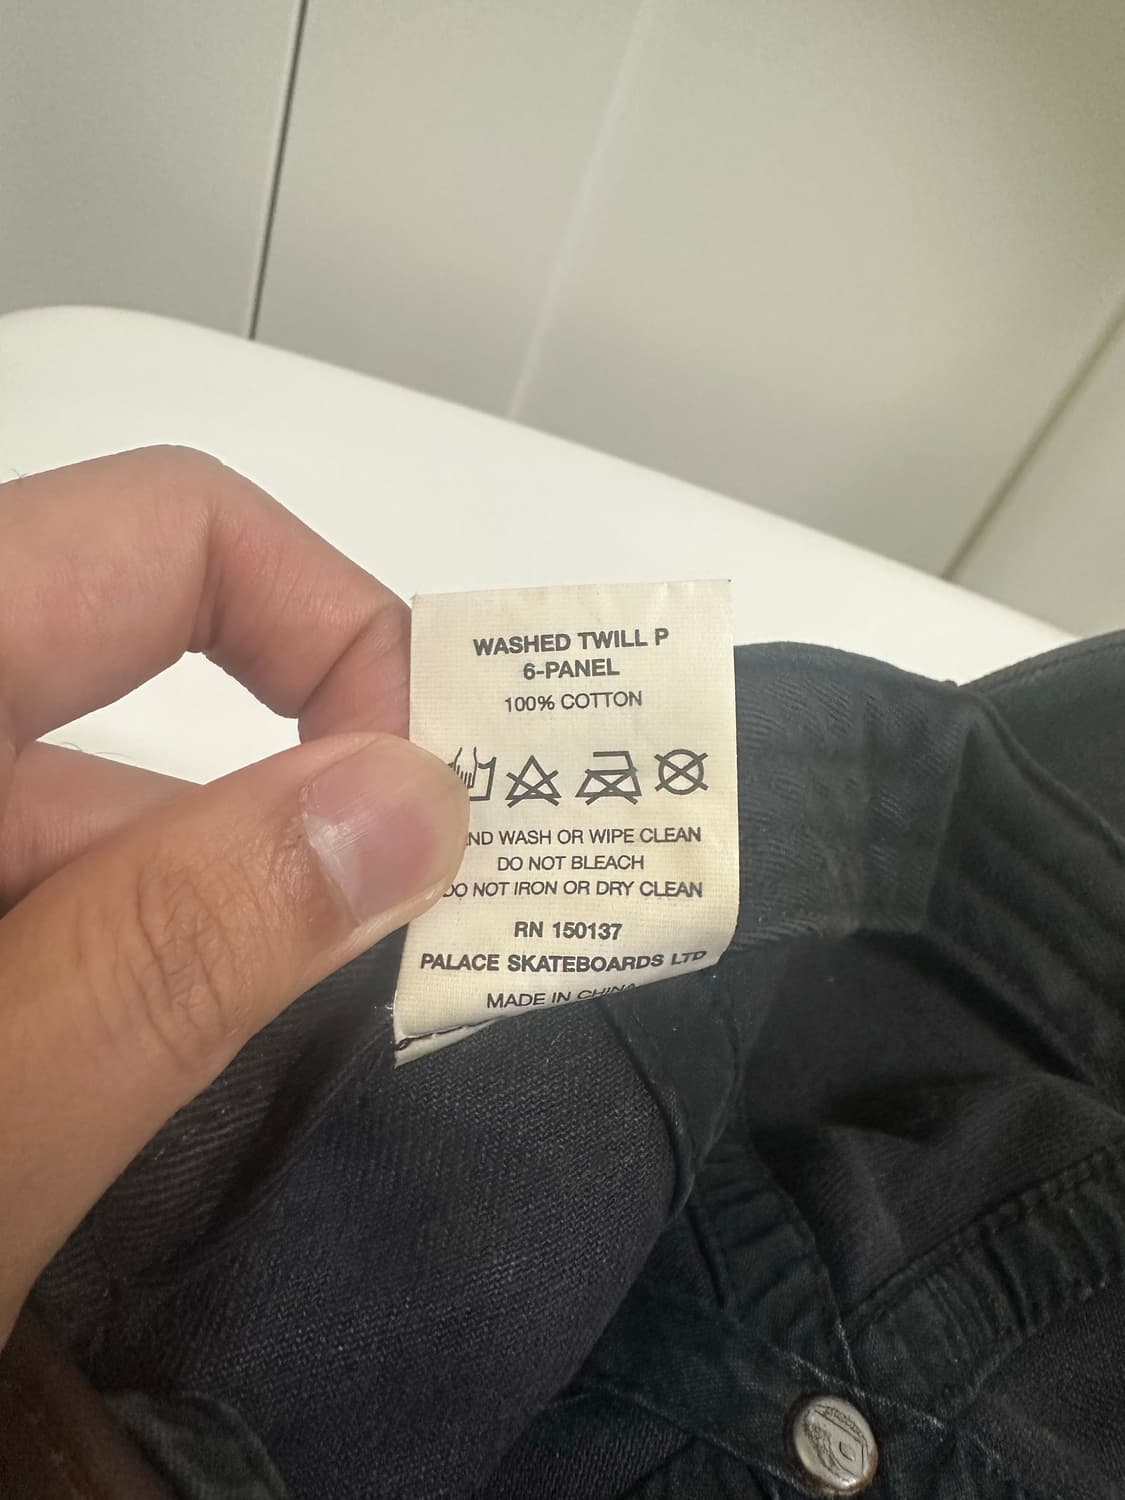 WASHED TWILL P
6-PANEL
100% COTTON
WASH OR WIPE CLEAN
DO NOT BLEACH
DO NOT IRON OR DRY CLEAN
RN 150137
PALACE SKATEBOARDS LTD
MADE IN CHINA